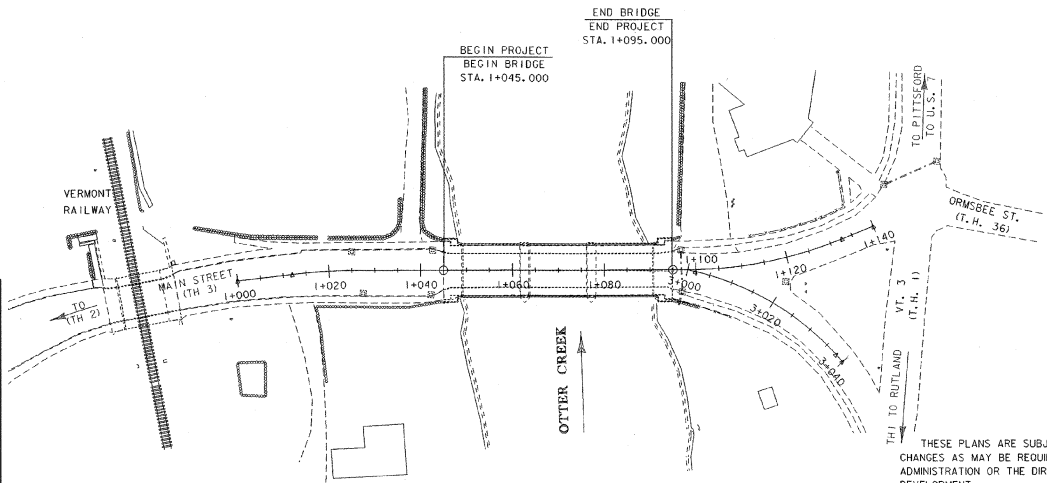 END BRIDGE
END PROJECT
STA. 1+095.000
BEGIN PROJECT
BEGIN BRIDGE
STA. 1+045.000
TO PITTSFORD
TO U.S. 7
VERMONT
RAILWAY
ORMSBEE ST.
(T.H. 36)
MAIN STREET
(TH 3)
TO
(TH 2)
1+000
1+020
1+040
1+060
1+080
3+000
1+100
1+120
1+140
3+020
3+040
VT. 3
(T.H. 1)
OTTER CREEK
TH1 TO RUTLAND
THESE PLANS ARE SUBJ
CHANGES AS MAY BE REQUI
ADMINISTRATION OR THE DIR
DEVELOPMENT